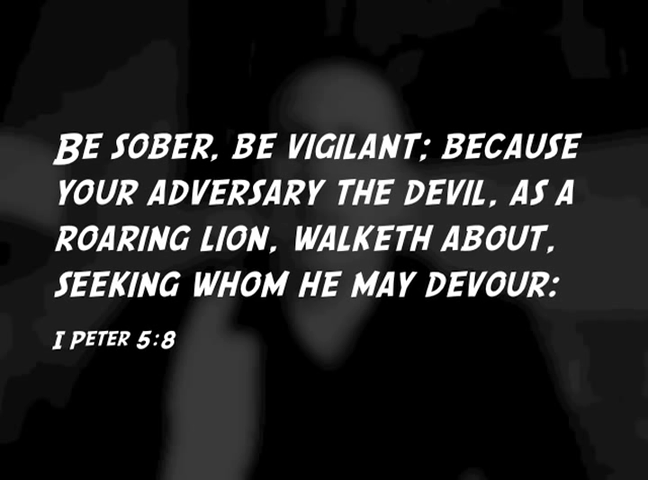 Be sober, be vigilant; because
your adversary the devil, as a
roaring lion, walketh about,
seeking whom he may devour:
I Peter 5:8